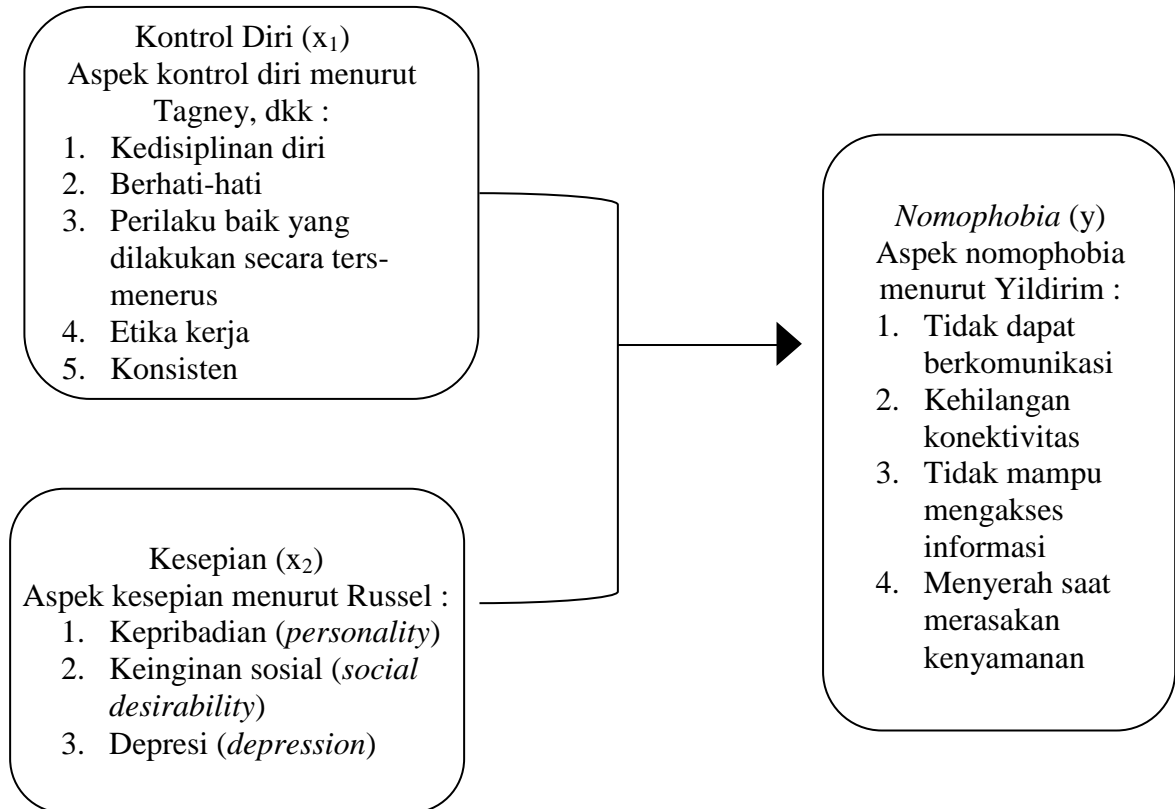 Kontrol Diri (x₁)
Aspek kontrol diri menurut
Tagney, dkk :
1. Kedisiplinan diri
2. Berhati-hati
3. Perilaku baik yang
dilakukan secara ters-
menerus
4. Etika kerja
5. Konsisten
Kesepian (x₂)
Aspek kesepian menurut Russel :
1. Kepribadian (personality)
2. Keinginan sosial (social
desirability)
3. Depresi (depression)
Nomophobia (y)
Aspek nomophobia
menurut Yildirim :
1. Tidak dapat
berkomunikasi
2. Kehilangan
konektivitas
3. Tidak mampu
mengakses
informasi
4. Menyerah saat
merasakan
kenyamanan